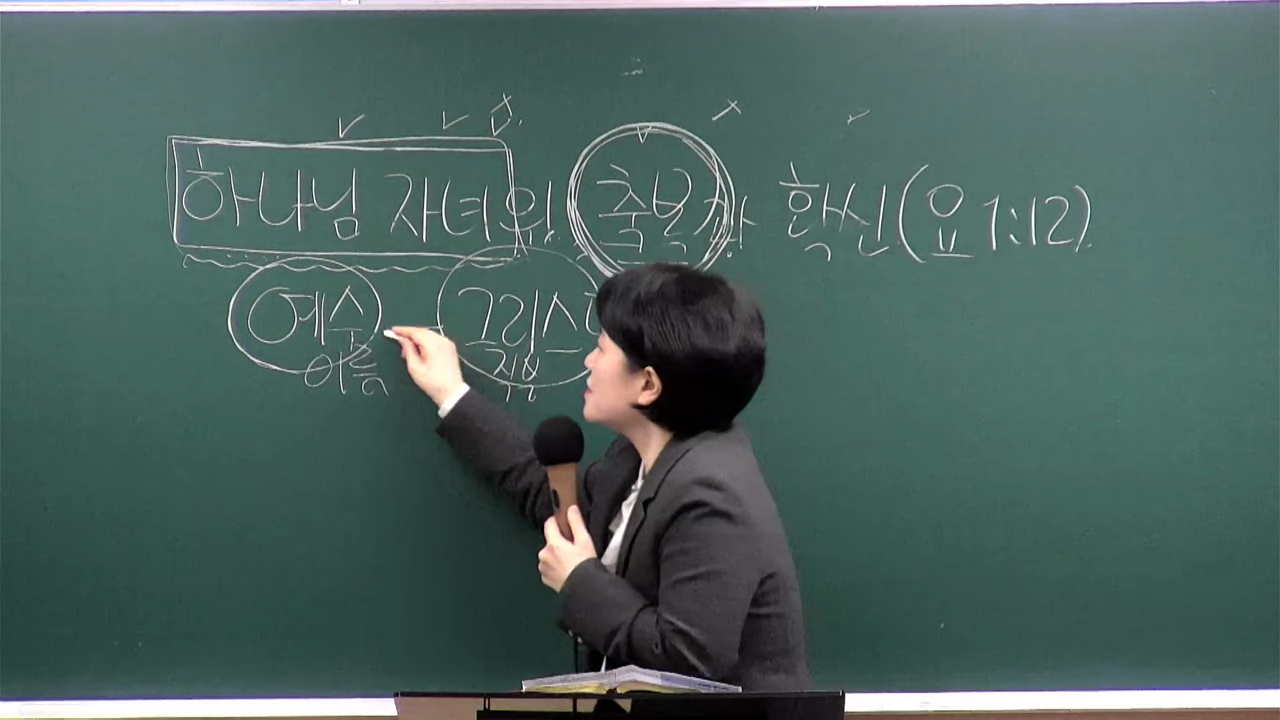 하나님 자녀의 축복과 확신 (요 1:12)
예수 그리스
이름 직분